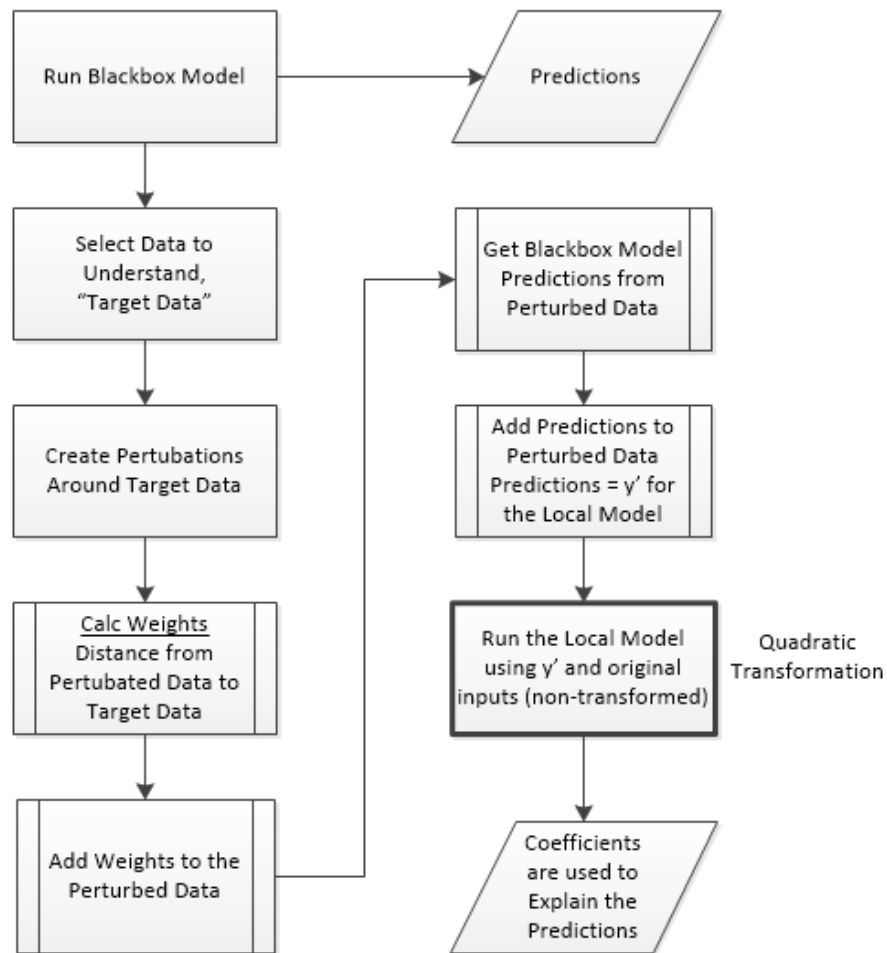 Run Blackbox Model
Predictions
Select Data to
Understand,
“Target Data”
Create Pertubations
Around Target Data
Calc Weights
Distance from
Pertubated Data to
Target Data
Add Weights to the
Perturbed Data
Get Blackbox Model
Predictions from
Perturbed Data
Add Predictions to
Perturbed Data
Predictions = y’ for
the Local Model
Run the Local Model
using y’ and original
inputs (non-transformed)
Quadratic
Transformation
Coefficients
are used to
Explain the
Predictions